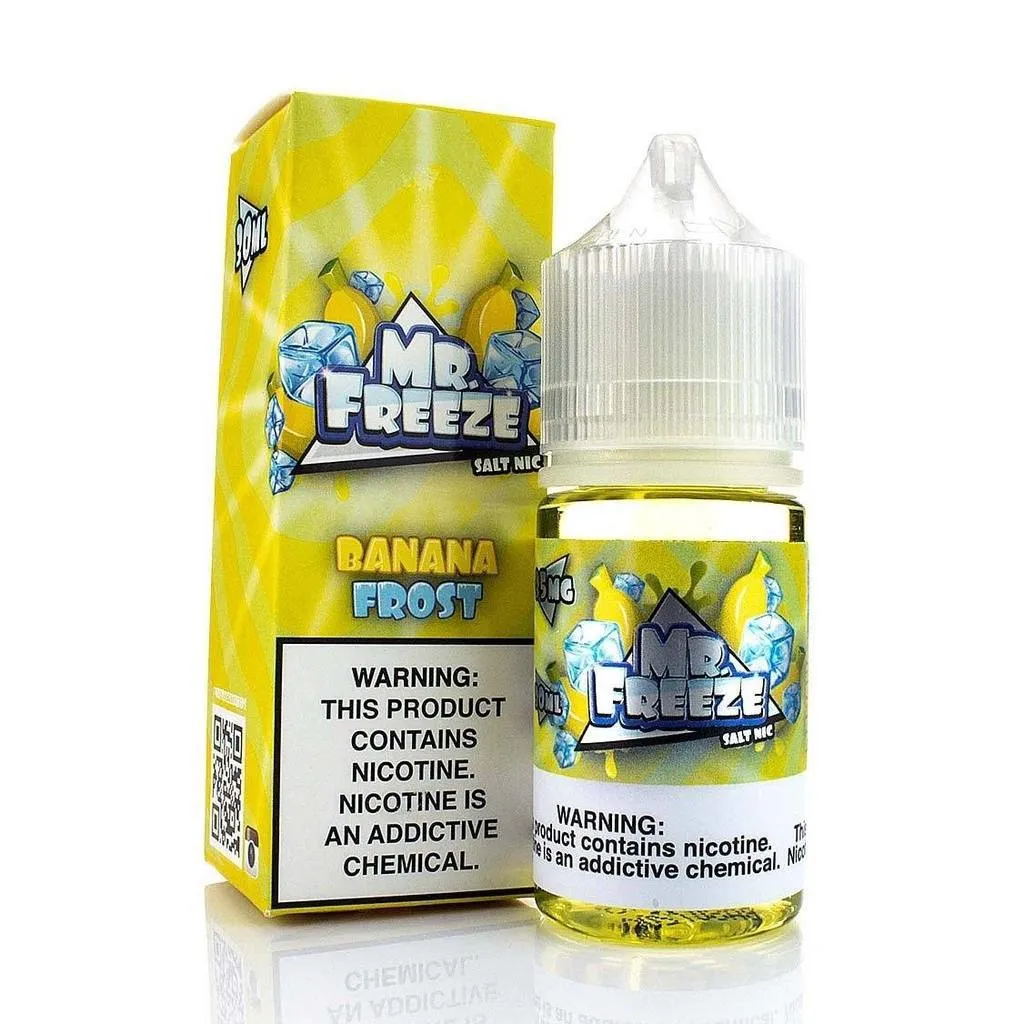 30ML
MR.
FREEZE
SALT NIC
BANANA
FROST
WARNING:
THIS PRODUCT
CONTAINS
NICOTINE.
NICOTINE IS
AN ADDICTIVE
CHEMICAL.
5MG
MR.
FREEZE
SALT NIC
WARNING:
product contains nicotine.
is an addictive chemical.